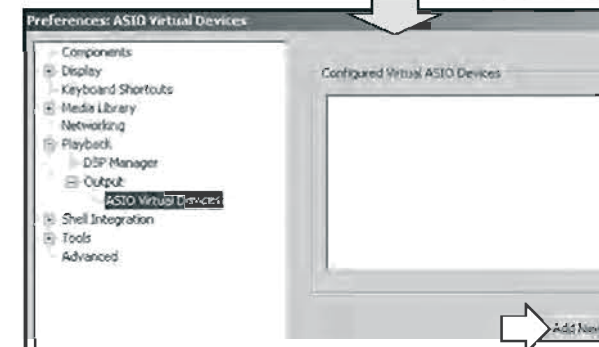 Preferences: ASIO Virtual Devices
Components
Display
Keyboard Shortcuts
Media Library
Networking
Playback
DSP Manager
Output
ASIO Virtual Devices
Shell Integration
Tools
Advanced
Configured Virtual ASIO Devices
Add New